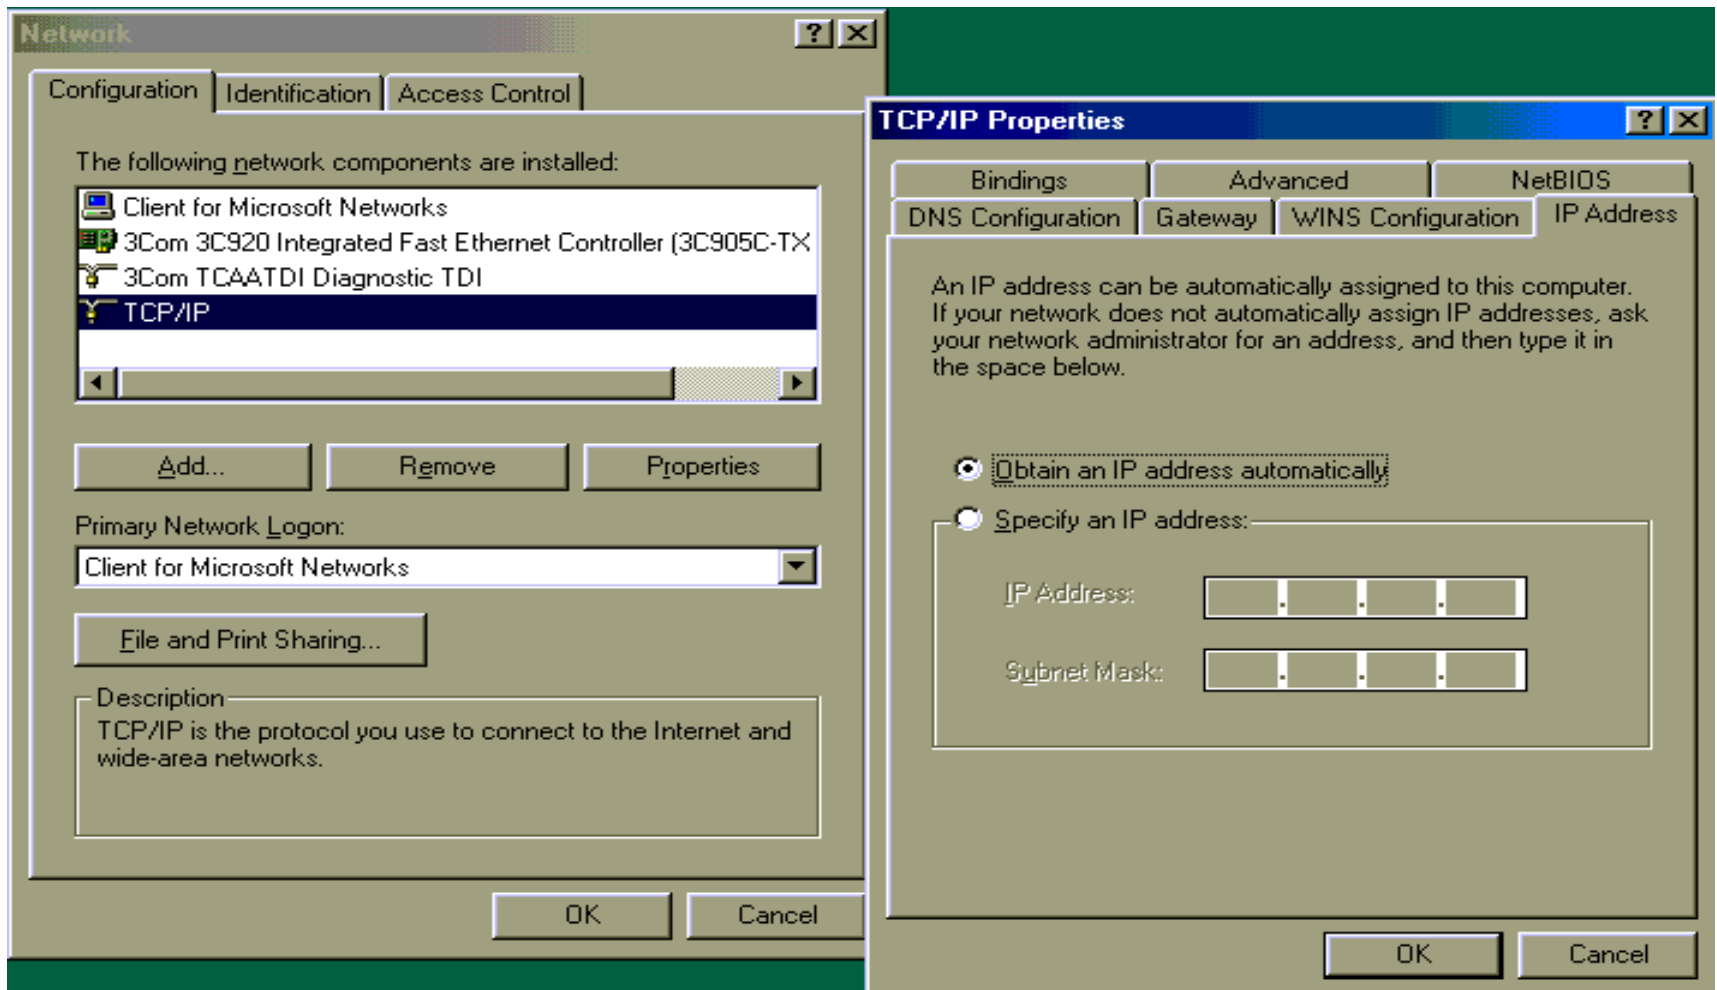 Network
Configuration
Identification
Access Control
The following network components are installed:
Client for Microsoft Networks
3Com 3C920 Integrated Fast Ethernet Controller (3C905C-TX
3Com TCAATDI Diagnostic TDI
TCP/IP
Add...
Remove
Properties
Primary Network Logon:
Client for Microsoft Networks
File and Print Sharing...
Description
TCP/IP is the protocol you use to connect to the Internet and
wide-area networks.
OK
Cancel
TCP/IP Properties
Bindings
Advanced
NetBIOS
DNS Configuration
Gateway
WINS Configuration
IP Address
An IP address can be automatically assigned to this computer.
If your network does not automatically assign IP addresses, ask
your network administrator for an address, and then type it in
the space below.
Obtain an IP address automatically
Specify an IP address:
IP Address:
. . .
Subnet Mask:
. . .
OK
Cancel